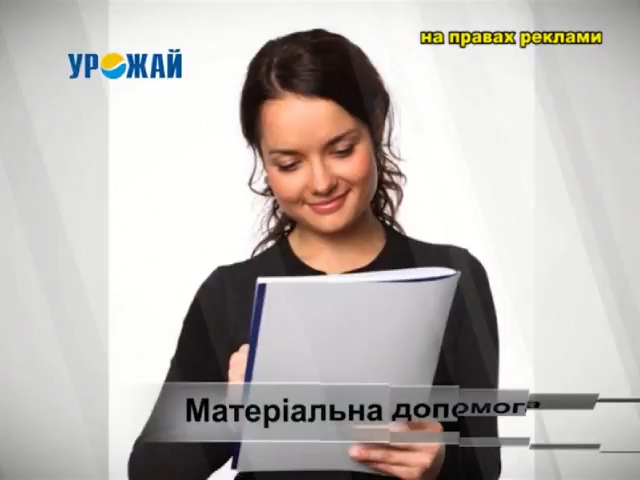 УРОЖАЙ
на правах реклами
Матеріальна допомога